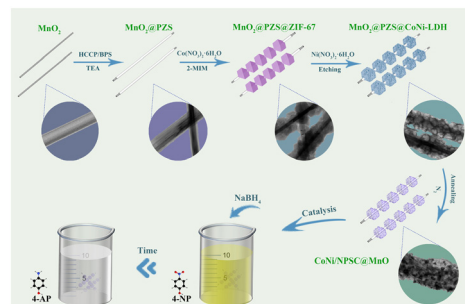 MnO2
MnO2@PZS
MnO2@PZS@ZIF-67
MnO2@PZS@CoNi-LDH
HCCP/BPS
TEA
Co(NO3)2·6H2O
2-MIM
Ni(NO3)2·6H2O
Etching
Annealing
NaBH4
Catalysis
CoNi/NPSC@MnO
Time
10
5
10
5
4-AP
4-NP